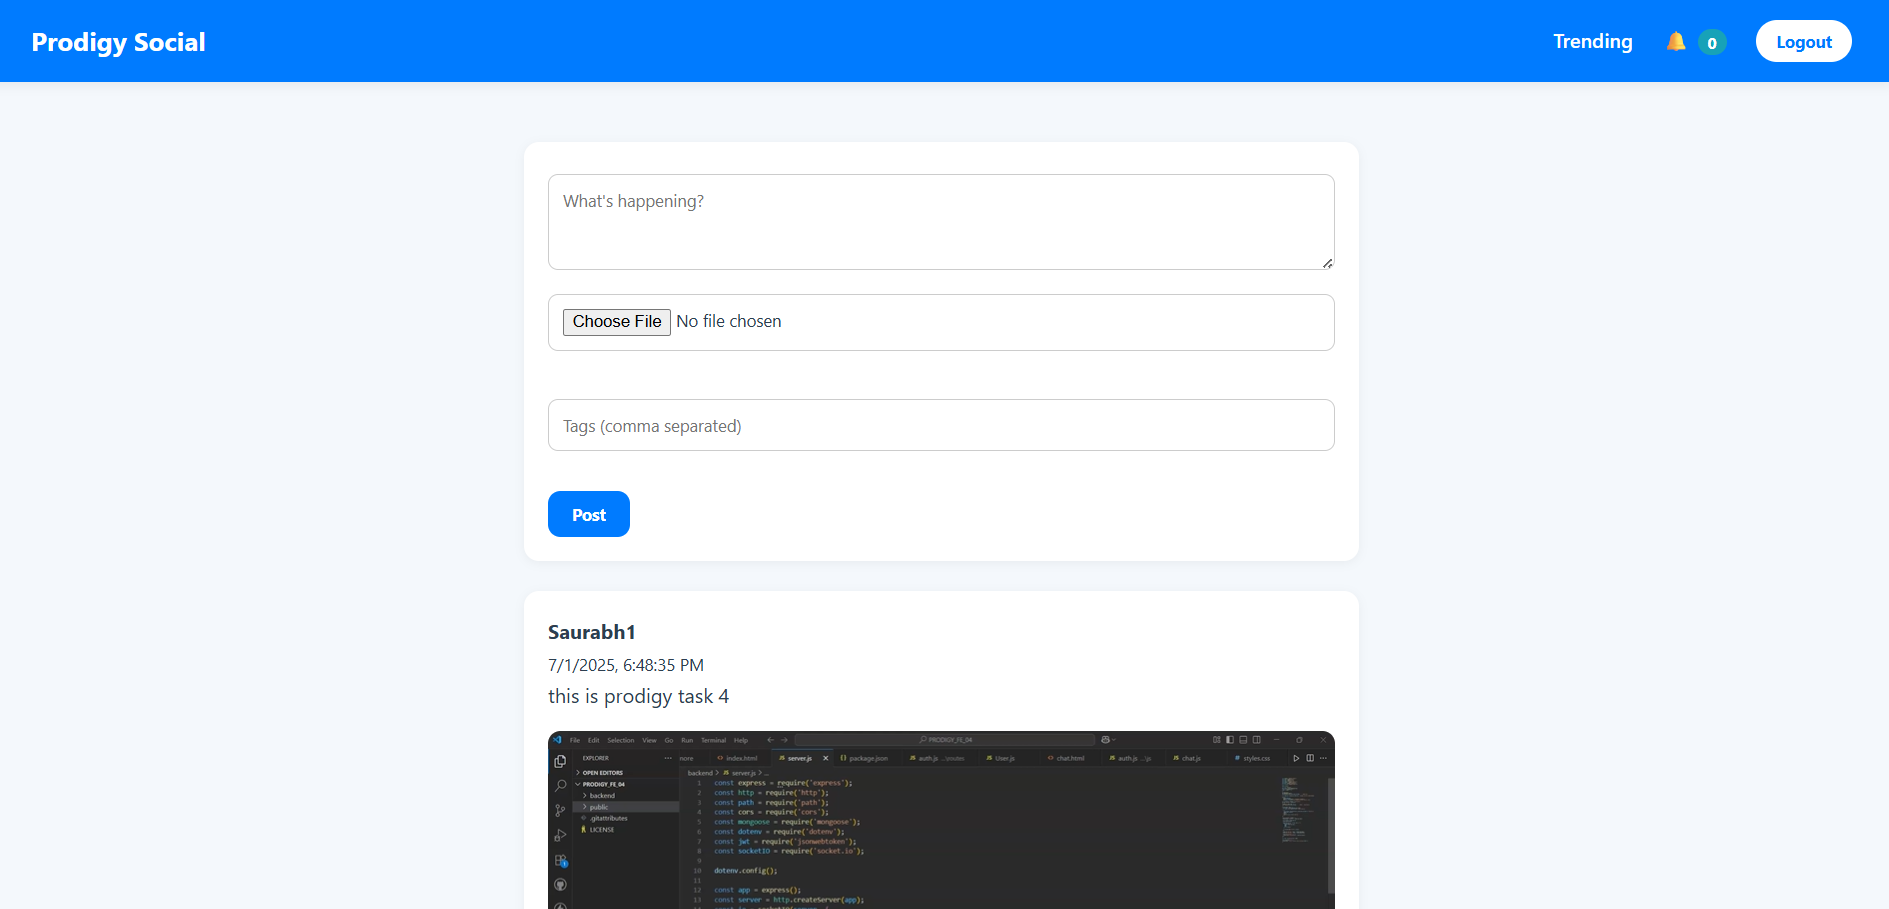 Prodigy Social
Trending
0
Logout
What's happening?
Choose File No file chosen
Tags (comma separated)
Post
Saurabh1
7/1/2025, 6:48:35 PM
this is prodigy task 4
File Edit Selection View Go Run Terminal Help
PRODIGY_FE_04
EXPLORER
nore
index.html
server.js
package.json
auth.js ...\routes
User.js
chat.html
auth.js ...\js
chat.js
styles.css
OPEN EDITORS
PRODIGY_FE_04
backend
public
.gitattributes
LICENSE
backend > server.js > ...
1 const express = require('express');
2 const http = require('http');
3 const path = require('path');
4 const cors = require('cors');
5 const mongoose = require('mongoose');
6 const dotenv = require('dotenv');
7 const jwt = require('jsonwebtoken');
8 const socketIO = require('socket.io');
9
10 dotenv.config();
11
12 const app = express();
13 const server = http.createServer(app);